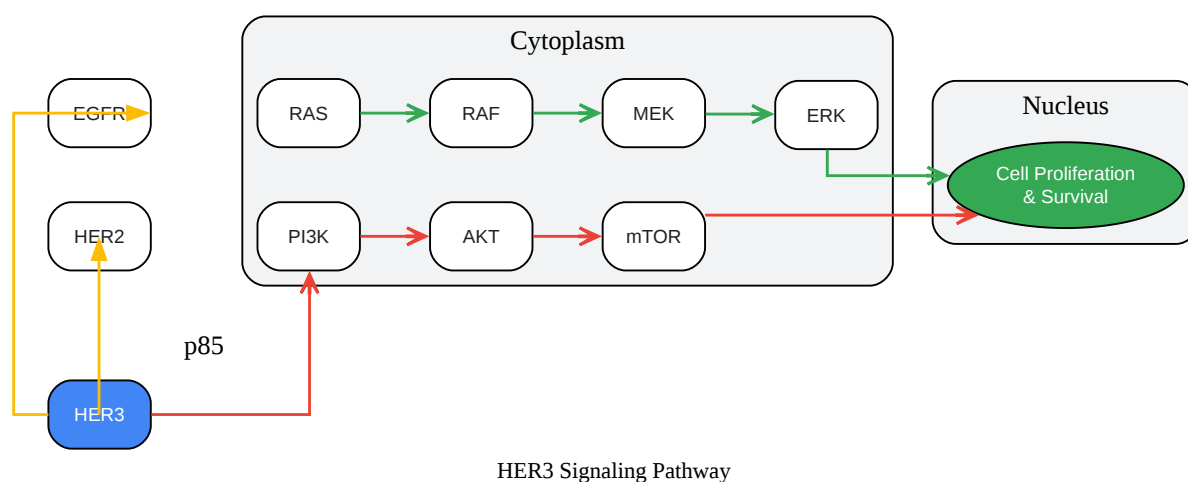 Cytoplasm
Nucleus
EGFR
RAS
RAF
MEK
ERK
Cell Proliferation
& Survival
HER2
PI3K
AKT
mTOR
p85
HER3
HER3 Signaling Pathway